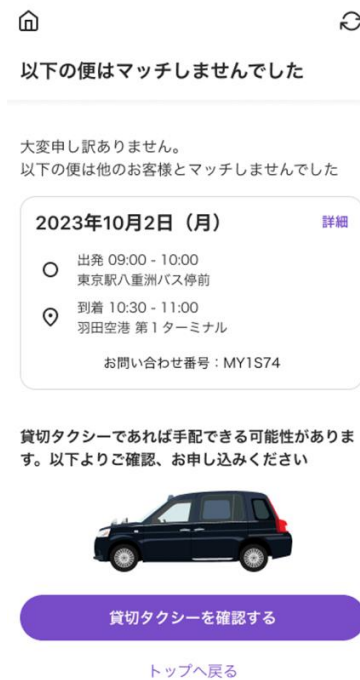 以下の便はマッチしませんでした
大変申し訳ありません。
以下の便は他のお客様とマッチしませんでした
2023年10月2日（月）
詳細
出発 09:00 - 10:00
東京駅八重洲バス停前
到着 10:30 - 11:00
羽田空港 第1ターミナル
お問い合わせ番号：MY1S74
貸切タクシーであれば手配できる可能性がありま
す。以下よりご確認、お申し込みください
貸切タクシーを確認する
トップへ戻る